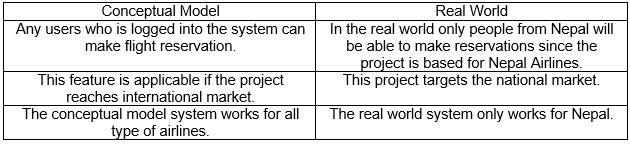 Conceptual Model
Real World
Any users who is logged into the system can
make flight reservation.
In the real world only people from Nepal will
be able to make reservations since the
project is based for Nepal Airlines.
This feature is applicable if the project
reaches international market.
This project targets the national market.
The conceptual model system works for all
type of airlines.
The real world system only works for Nepal.